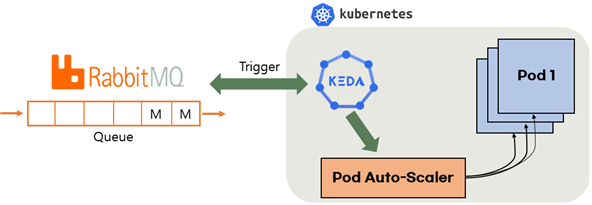 kubernetes
RabbitMQ
Trigger
KEDA
Pod 1
M M
Queue
Pod Auto-Scaler